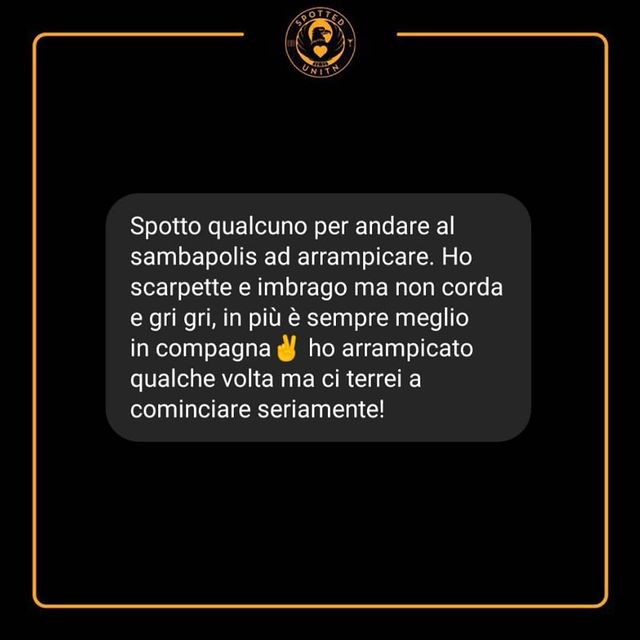 SPOTTED
UNITN
Spotto qualcuno per andare al
sambapolis ad arrampicare. Ho
scarpette e imbrago ma non corda
e gri gri, in più è sempre meglio
in compagna✌️ ho arrampicato
qualche volta ma ci terrei a
cominciare seriamente!